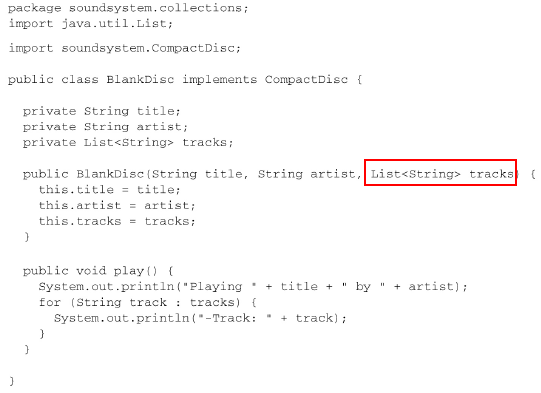 package soundsystem.collections;
import java.util.List;
import soundsystem.CompactDisc;
public class BlankDisc implements CompactDisc {
private String title;
private String artist;
private List<String> tracks;
public BlankDisc(String title, String artist, List<String> tracks) {
this.title = title;
this.artist = artist;
this.tracks = tracks;
}
public void play() {
System.out.println("Playing " + title + " by " + artist);
for (String track : tracks) {
System.out.println("-Track: " + track);
}
}
}